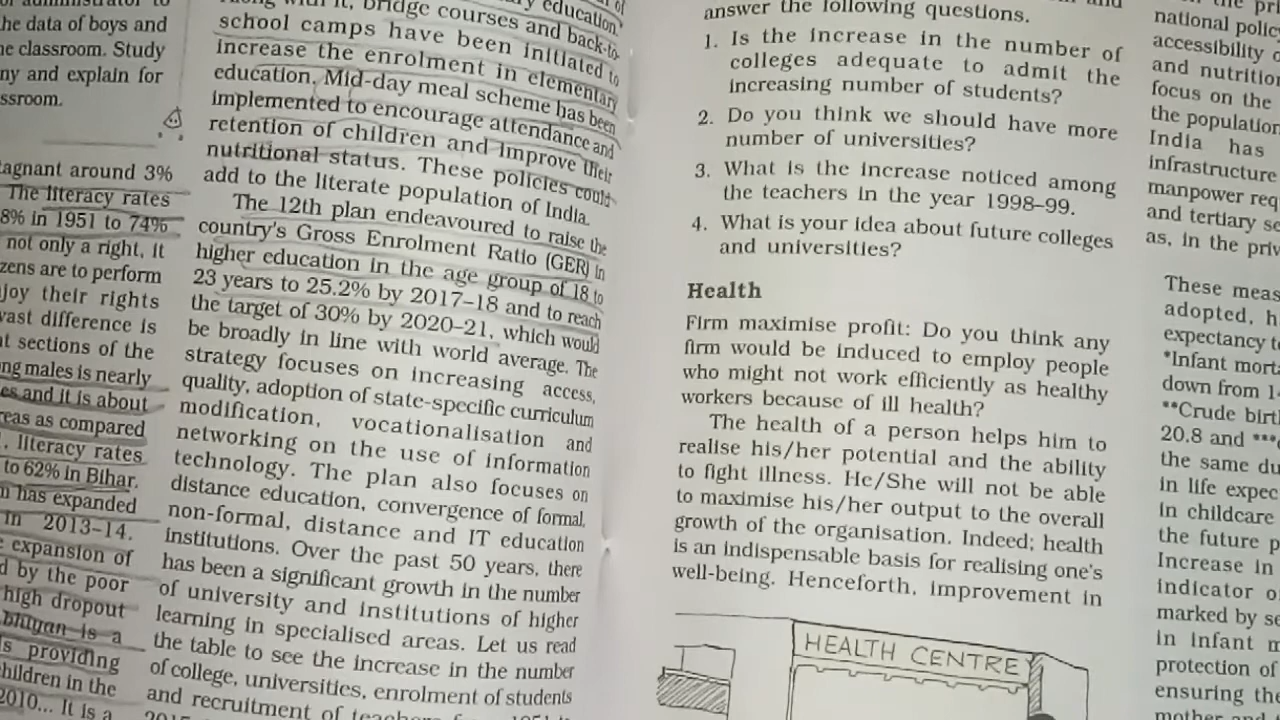 he data of boys and
e classroom. Study
ny and explain for
ssroom.
agnant around 3%
The literacy rates
8% in 1951 to 74%
not only a right, it
zens are to perform
joy their rights
vast difference is
t sections of the
ng males is nearly
es and it is about
reas as compared
. literacy rates
to 62% in Bihar.
n has expanded
in 2013–14.
expansion of
d by the poor
high dropout
bhiyan is a
s providing
children in the
2010... It is a
education.
bridge courses and back-to-
school camps have been initiated to
increase the enrolment in elementary
education. Mid-day meal scheme has been
implemented to encourage attendance and
retention of children and improve their
nutritional status. These policies could
add to the literate population of India.
The 12th plan endeavoured to raise the
country's Gross Enrolment Ratio (GER) in
higher education in the age group of 18 to
23 years to 25.2% by 2017–18 and to reach
the target of 30% by 2020–21, which would
be broadly in line with world average. The
strategy focuses on increasing access,
quality, adoption of state-specific curriculum
modification, vocationalisation and
networking on the use of information
technology. The plan also focuses on
distance education, convergence of formal,
non-formal, distance and IT education
institutions. Over the past 50 years, there
has been a significant growth in the number
of university and institutions of higher
learning in specialised areas. Let us read
the table to see the increase in the number
of college, universities, enrolment of students
and recruitment of
answer the following questions.
1. Is the increase in the number of
colleges adequate to admit the
increasing number of students?
2. Do you think we should have more
number of universities?
3. What is the increase noticed among
the teachers in the year 1998–99.
4. What is your idea about future colleges
and universities?
Health
Firm maximise profit: Do you think any
firm would be induced to employ people
who might not work efficiently as healthy
workers because of ill health?
The health of a person helps him to
realise his/her potential and the ability
to fight illness. He/She will not be able
to maximise his/her output to the overall
growth of the organisation. Indeed; health
is an indispensable basis for realising one's
well-being. Henceforth, improvement in
HEALTH CENTRE
national policy
accessibility o
and nutrition
focus on the
the population
India has
infrastructure
manpower req
and tertiary se
as, in the priv
These meas
adopted, h
expectancy t
*Infant mort
down from 1
**Crude birt
20.8 and ***
the same du
in life expec
in childcare
the future p
Increase in
indicator o
marked by s
in infant m
protection of
ensuring the
mother and